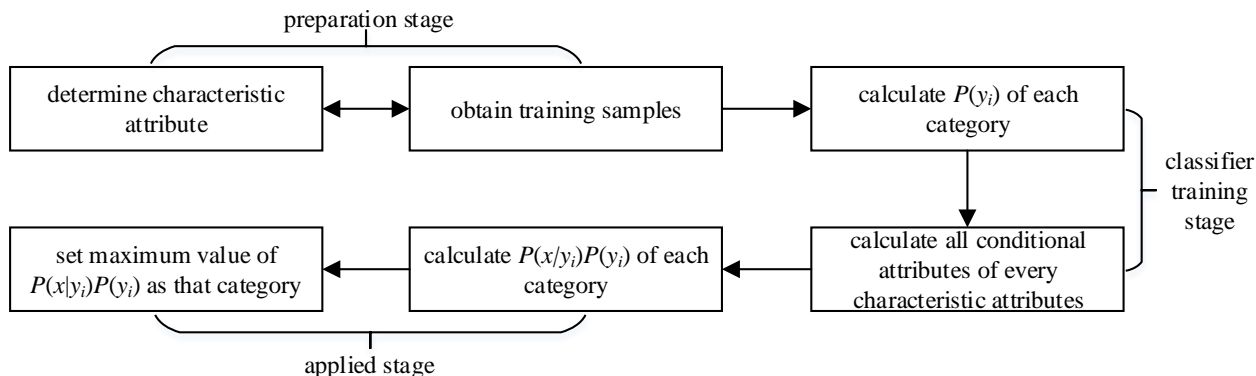 preparation stage
determine characteristic
attribute
obtain training samples
calculate P(yᵢ) of each
category
classifier
training
stage
calculate all conditional
attributes of every
characteristic attributes
calculate P(x/yᵢ)P(yᵢ) of each
category
set maximum value of
P(x|yᵢ)P(yᵢ) as that category
applied stage